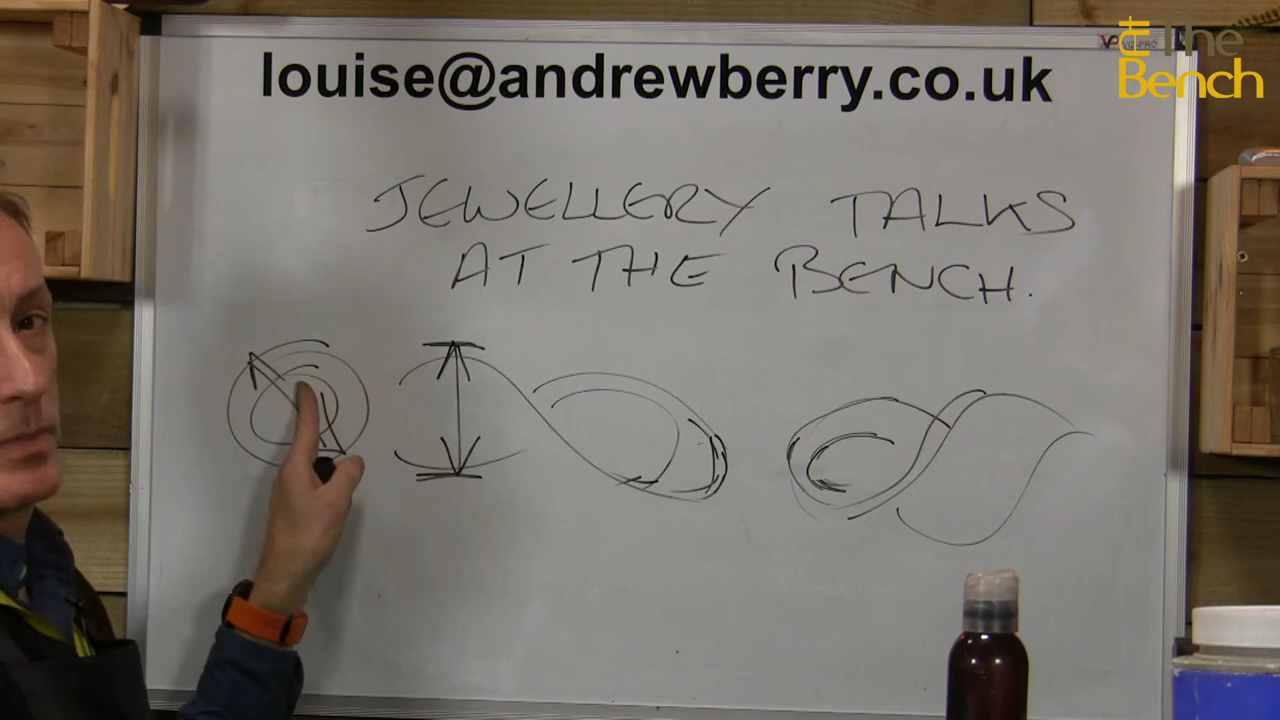 The
Bench
louise@andrewberry.co.uk
JEWELLERY TALKS
AT THE BENCH.